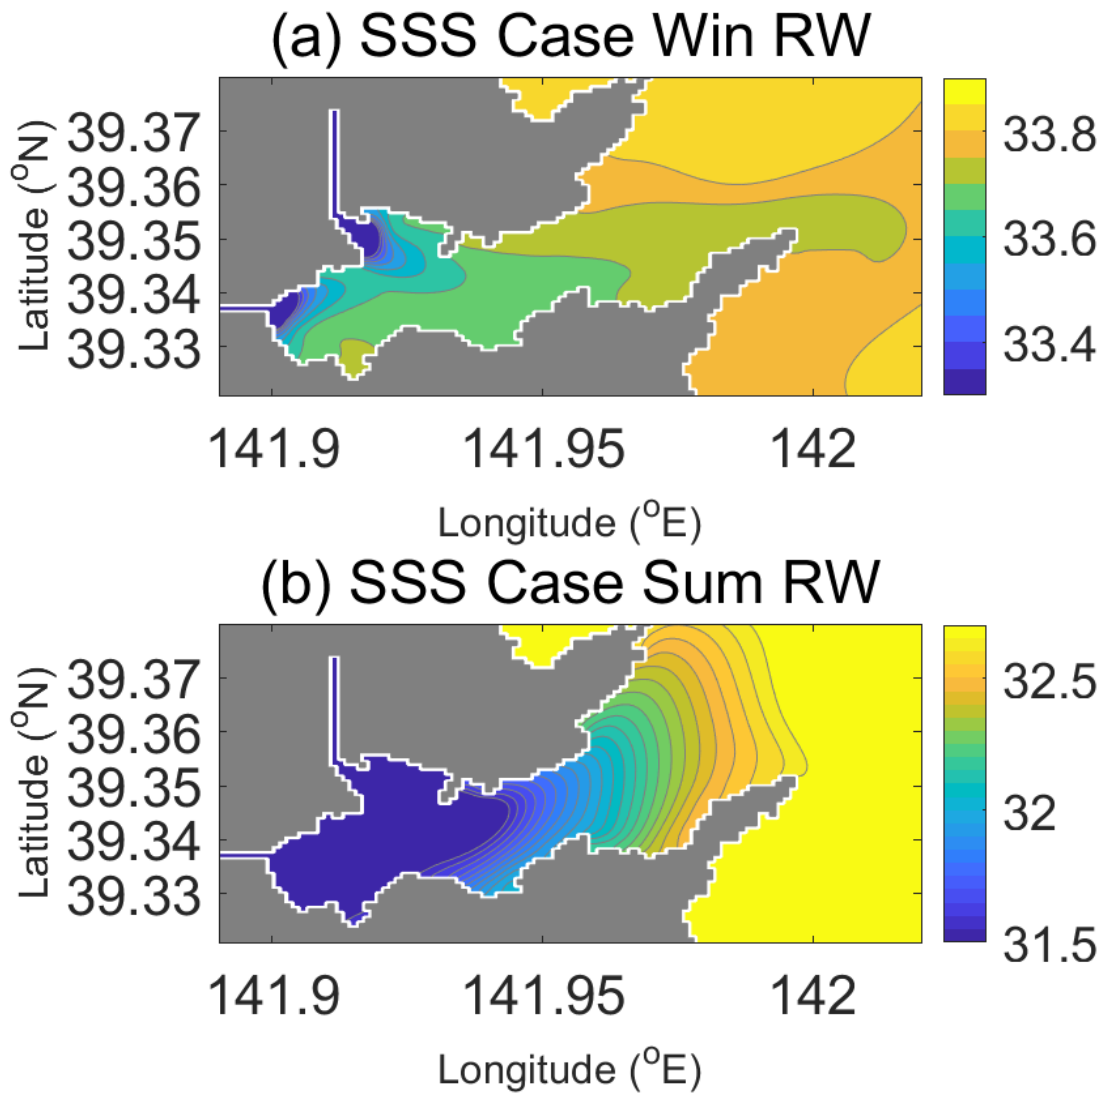 (a) SSS Case Win RW
39.37
39.36
39.35
39.34
39.33
Latitude (°N)
141.9 141.95 142
Longitude (°E)
33.8
33.6
33.4
(b) SSS Case Sum RW
39.37
39.36
39.35
39.34
39.33
Latitude (°N)
141.9 141.95 142
Longitude (°E)
32.5
32
31.5